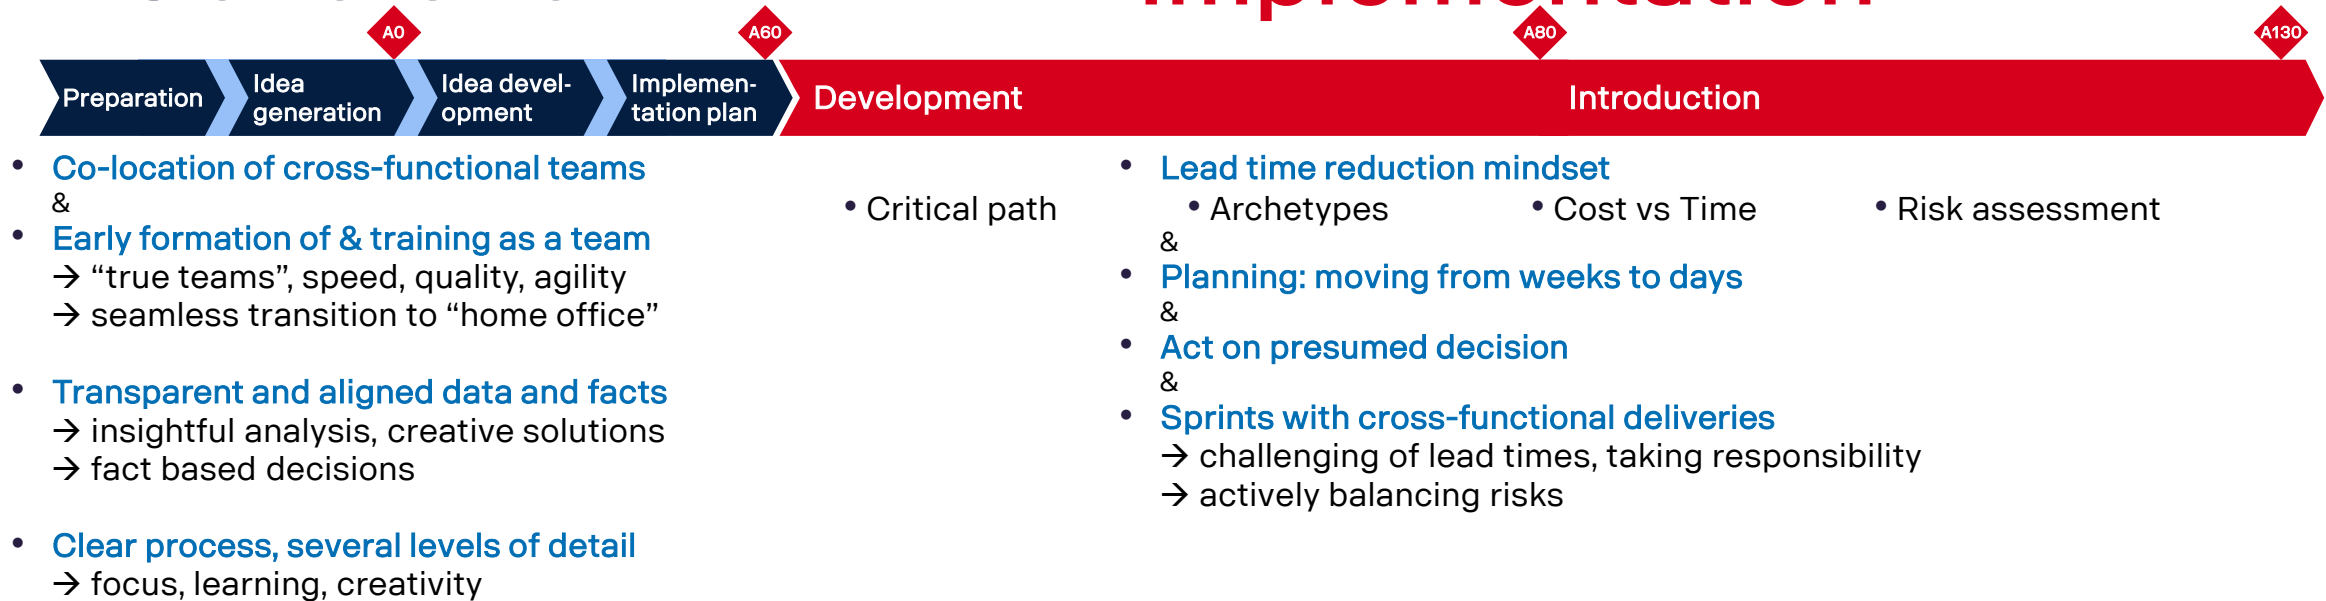 Implementation
A0
A60
A80
A130
Preparation
Idea
generation
Idea devel-
opment
Implemen-
tation plan
Development
Introduction
• Co-location of cross-functional teams
&
• Early formation of & training as a team
→ “true teams”, speed, quality, agility
→ seamless transition to “home office”
• Transparent and aligned data and facts
→ insightful analysis, creative solutions
→ fact based decisions
• Clear process, several levels of detail
→ focus, learning, creativity
• Critical path
• Lead time reduction mindset
• Archetypes
• Cost vs Time
• Risk assessment
&
• Planning: moving from weeks to days
&
• Act on presumed decision
&
• Sprints with cross-functional deliveries
→ challenging of lead times, taking responsibility
→ actively balancing risks